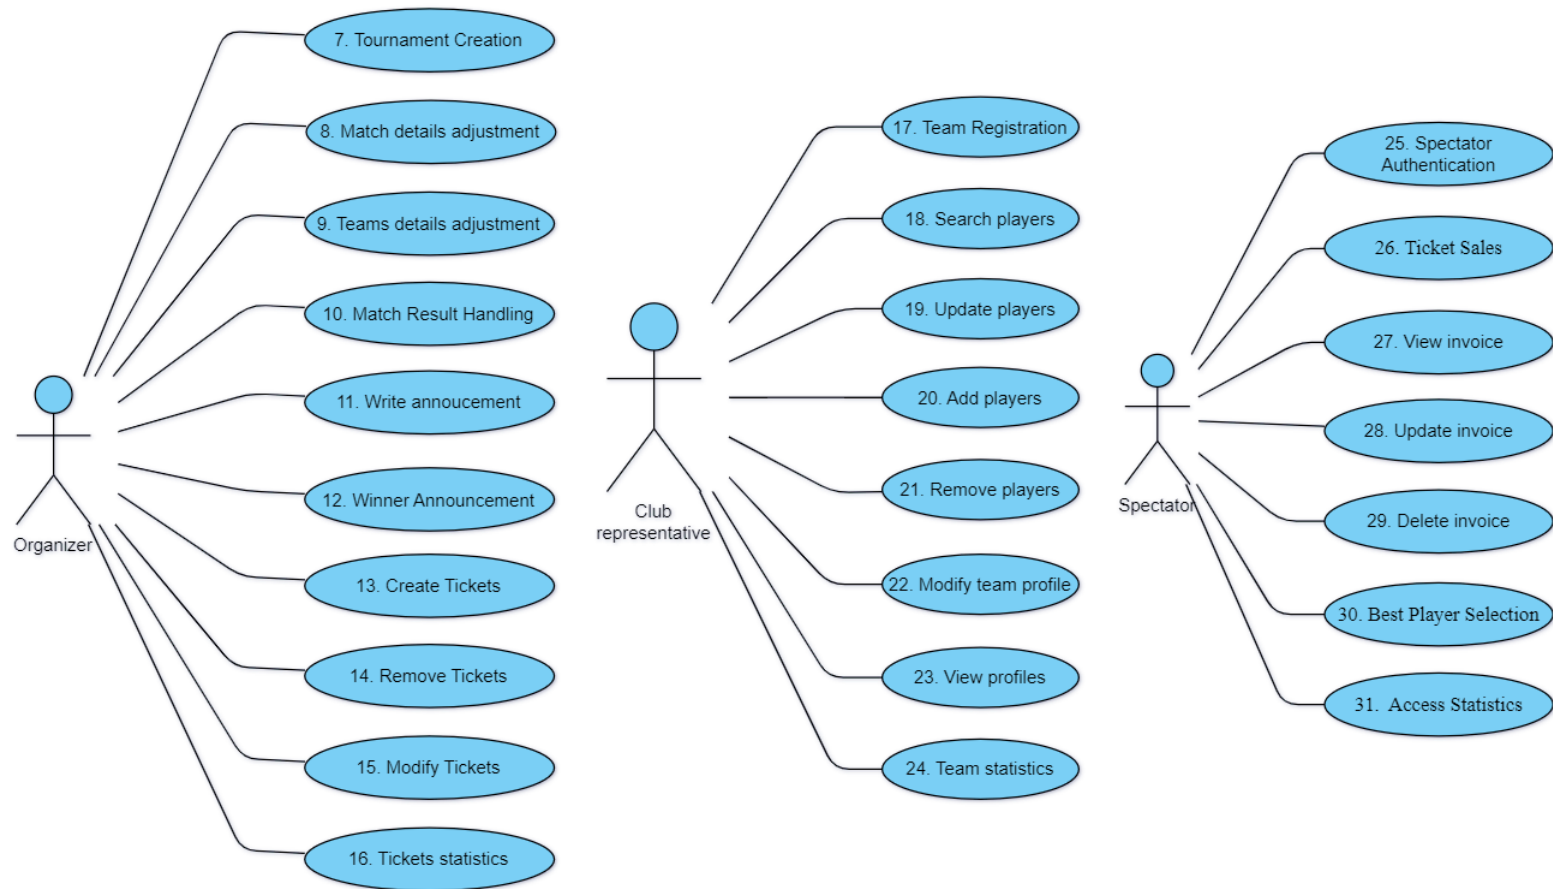 7. Tournament Creation
8. Match details adjustment
9. Teams details adjustment
10. Match Result Handling
11. Write annoucement
12. Winner Announcement
13. Create Tickets
14. Remove Tickets
15. Modify Tickets
16. Tickets statistics
Organizer
17. Team Registration
18. Search players
19. Update players
20. Add players
21. Remove players
22. Modify team profile
23. View profiles
24. Team statistics
Club
representative
25. Spectator
Authentication
26. Ticket Sales
27. View invoice
28. Update invoice
29. Delete invoice
30. Best Player Selection
31. Access Statistics
Spectator